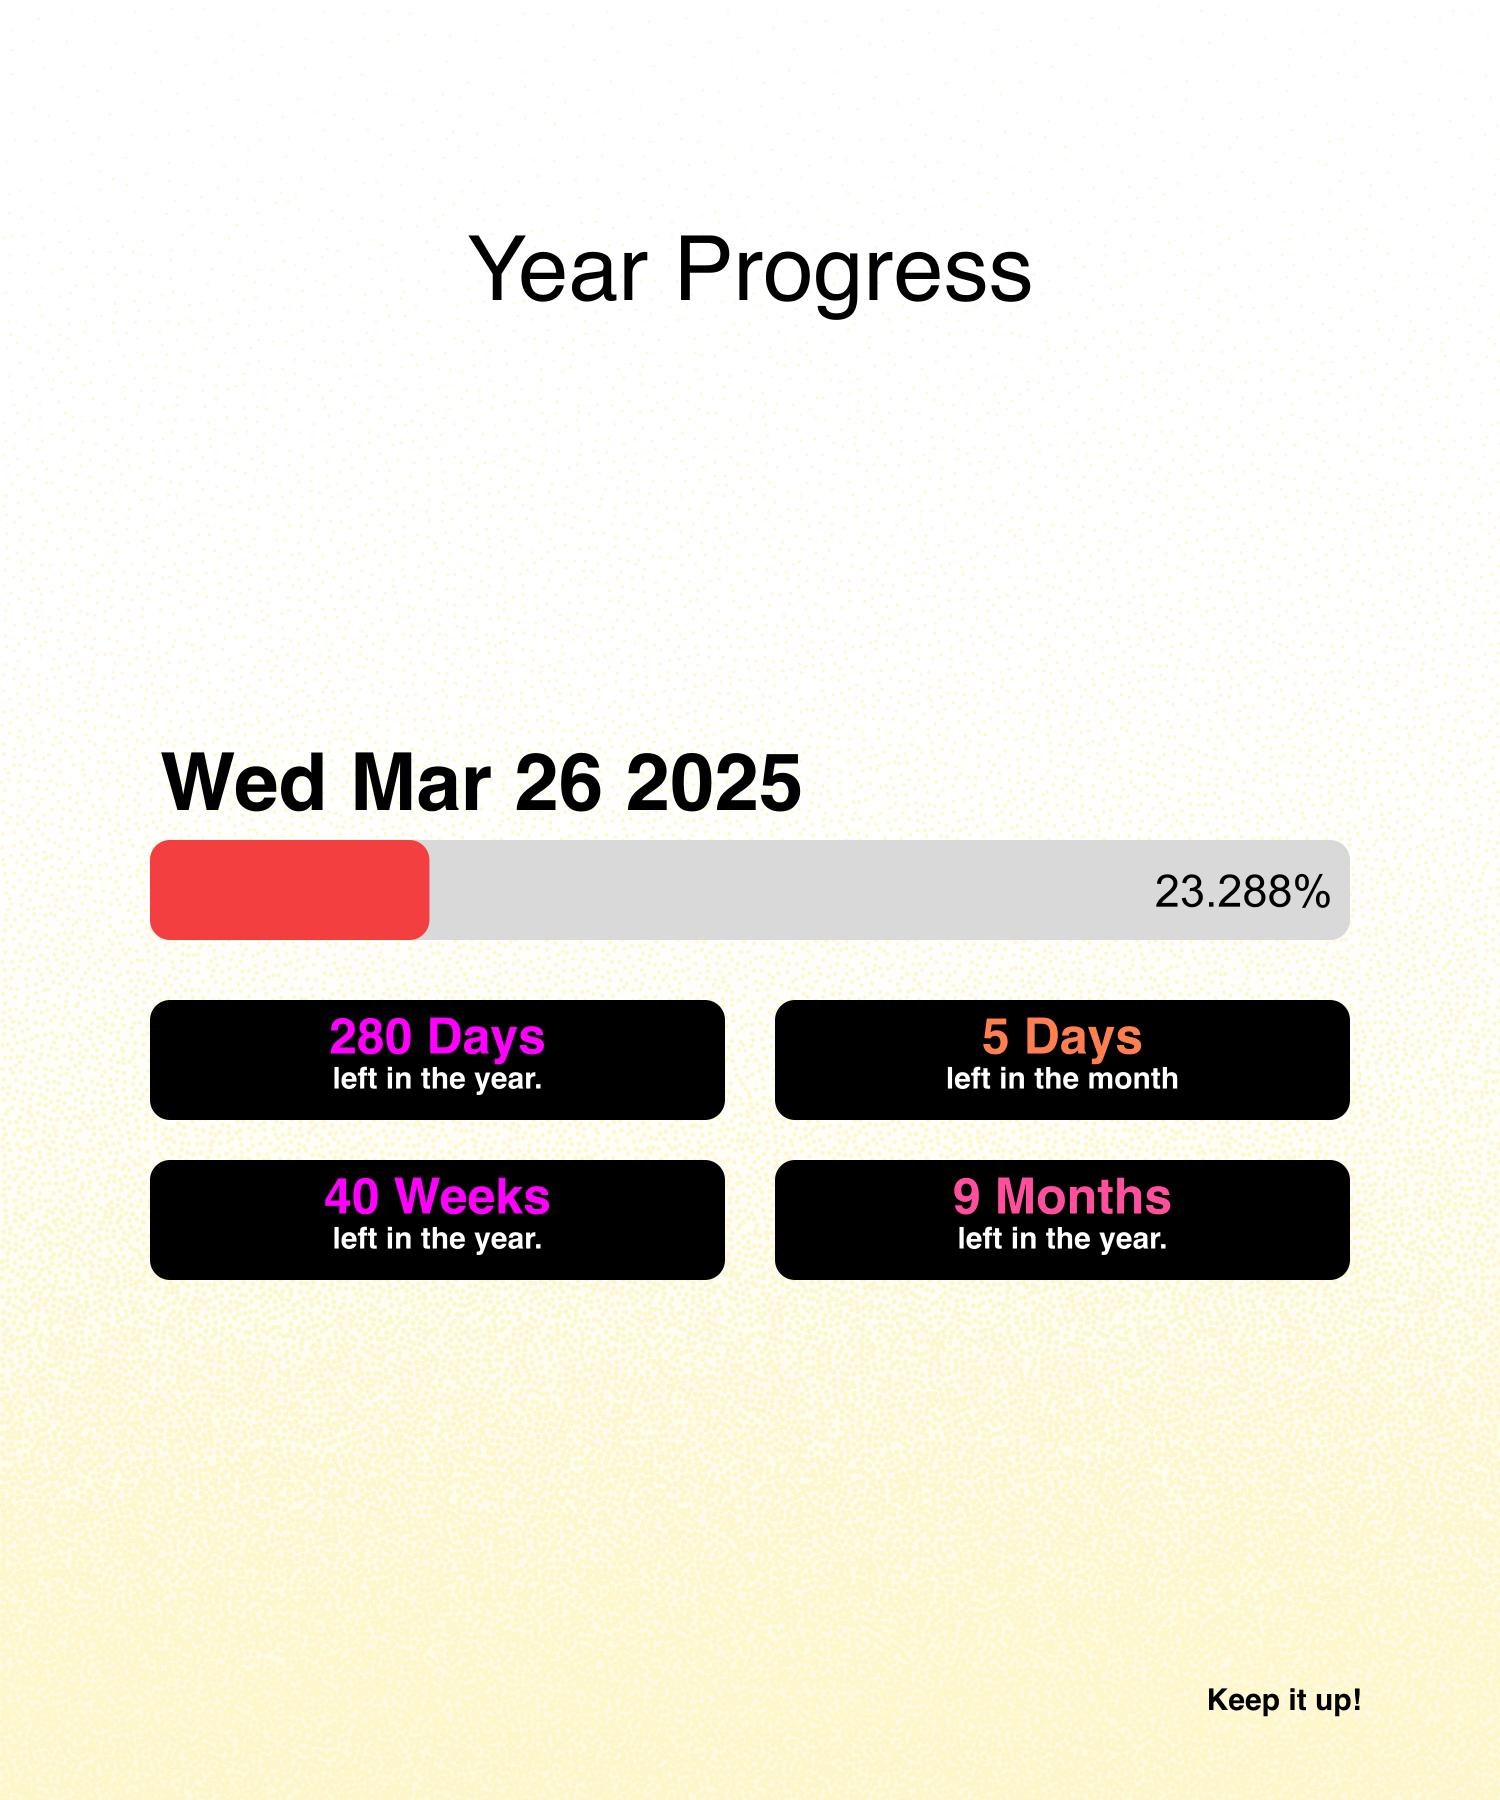 Year Progress
Wed Mar 26 2025
23.288%
280 Days
left in the year.
5 Days
left in the month
40 Weeks
left in the year.
9 Months
left in the year.
Keep it up!